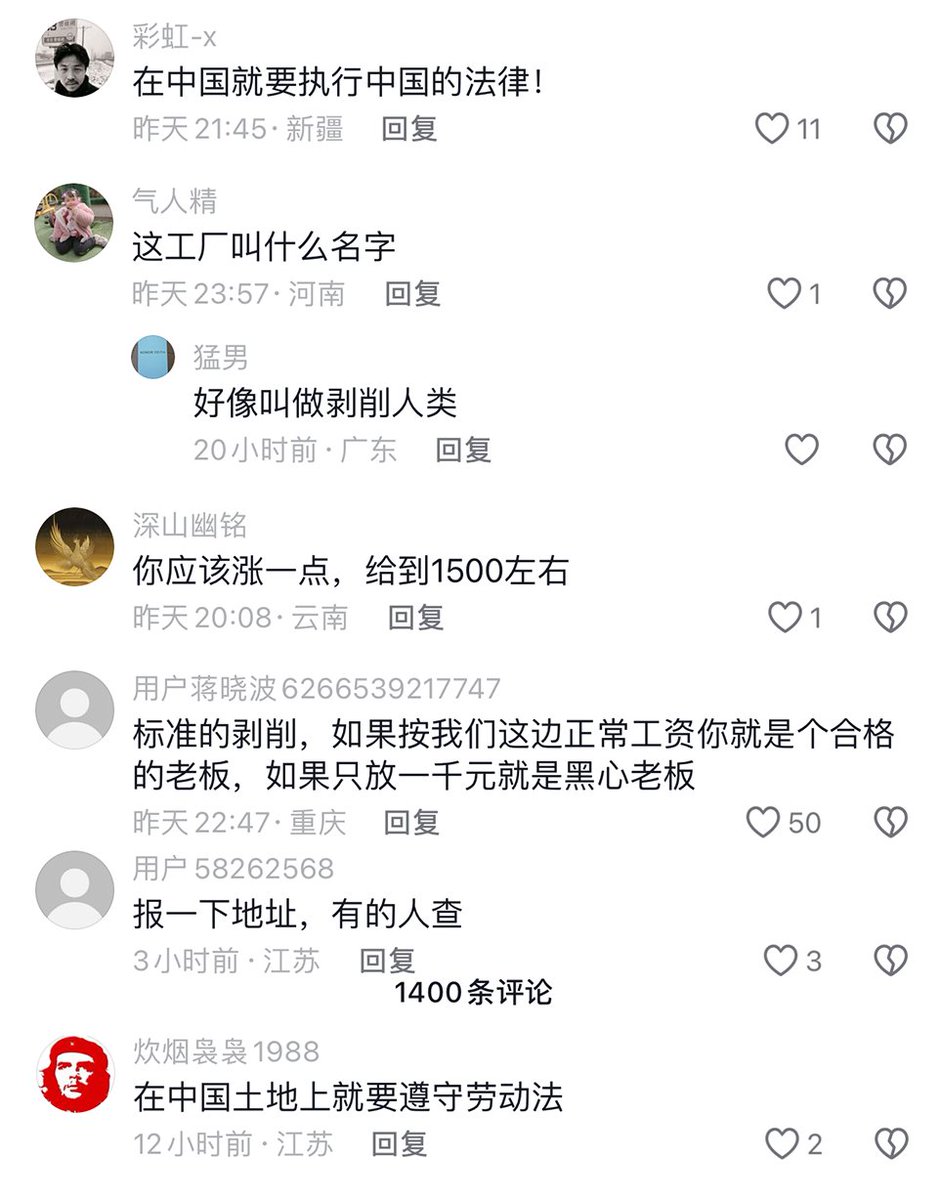 彩虹-x
在中国就要执行中国的法律！
昨天 21:45 · 新疆 回复 11
气人精
这工厂叫什么名字
昨天 23:57 · 河南 回复 1
猛男
好像叫做剥削人类
20小时前 · 广东 回复
深山幽铭
你应该涨一点，给到1500左右
昨天 20:08 · 云南 回复 1
用户蒋晓波6266539217747
标准的剥削，如果按我们这边正常工资你就是个合格
的老板，如果只放一千元就是黑心老板
昨天 22:47 · 重庆 回复 50
用户 58262568
报一下地址，有的人查
3小时前 · 江苏 回复 3
1400条评论
炊烟袅袅1988
在中国土地上就要遵守劳动法
12小时前 · 江苏 回复 2